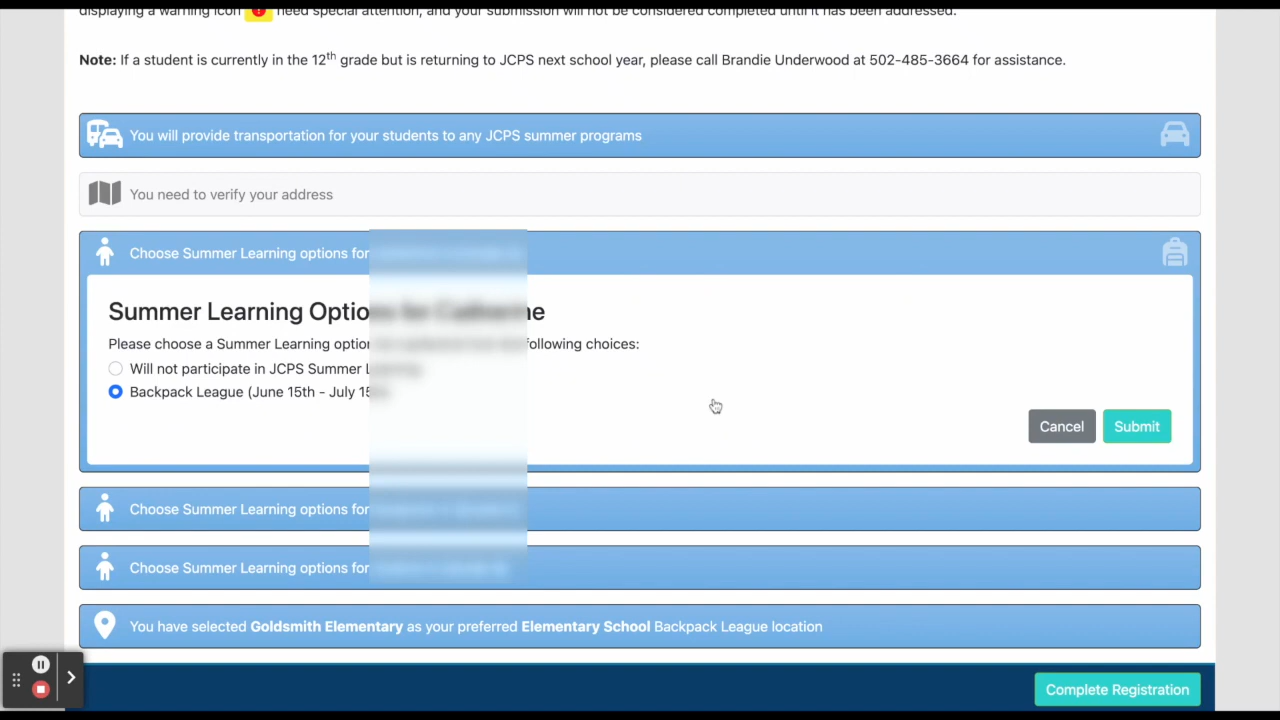 displaying a warning icon need special attention, and your submission will not be considered completed until it has been addressed.
Note: If a student is currently in the 12th grade but is returning to JCPS next school year, please call Brandie Underwood at 502-485-3664 for assistance.
You will provide transportation for your students to any JCPS summer programs
You need to verify your address
Choose Summer Learning options for
Summer Learning Options
Please choose a Summer Learning option following choices:
Will not participate in JCPS Summer
Backpack League (June 15th - July
Cancel
Submit
Choose Summer Learning options for
Choose Summer Learning options for
You have selected Goldsmith Elementary as your preferred Elementary School Backpack League location
Complete Registration